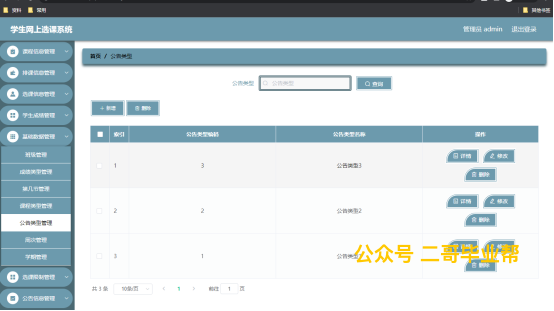 资料 常用 其他书签
学生网上选课系统 管理员 admin 退出登录
课程信息管理
排课信息管理
选课信息管理
学生成绩管理
基础数据管理
班级管理
成绩类型管理
第几节管理
课程类型管理
公告类型管理
周次管理
学期管理
选课限制管理
公告信息管理
首页 / 公告类型
公告类型 公告类型 查询
+ 新增 删除
索引 公告类型编码 公告类型名称 操作
1 3 公告类型3 详情 修改
删除
2 2 公告类型2 详情 修改
删除
3 1 公告类型1 详情 修改
删除
公众号 二哥毕业帮
共 3 条 10条/页 < 1 > 前往 1 页